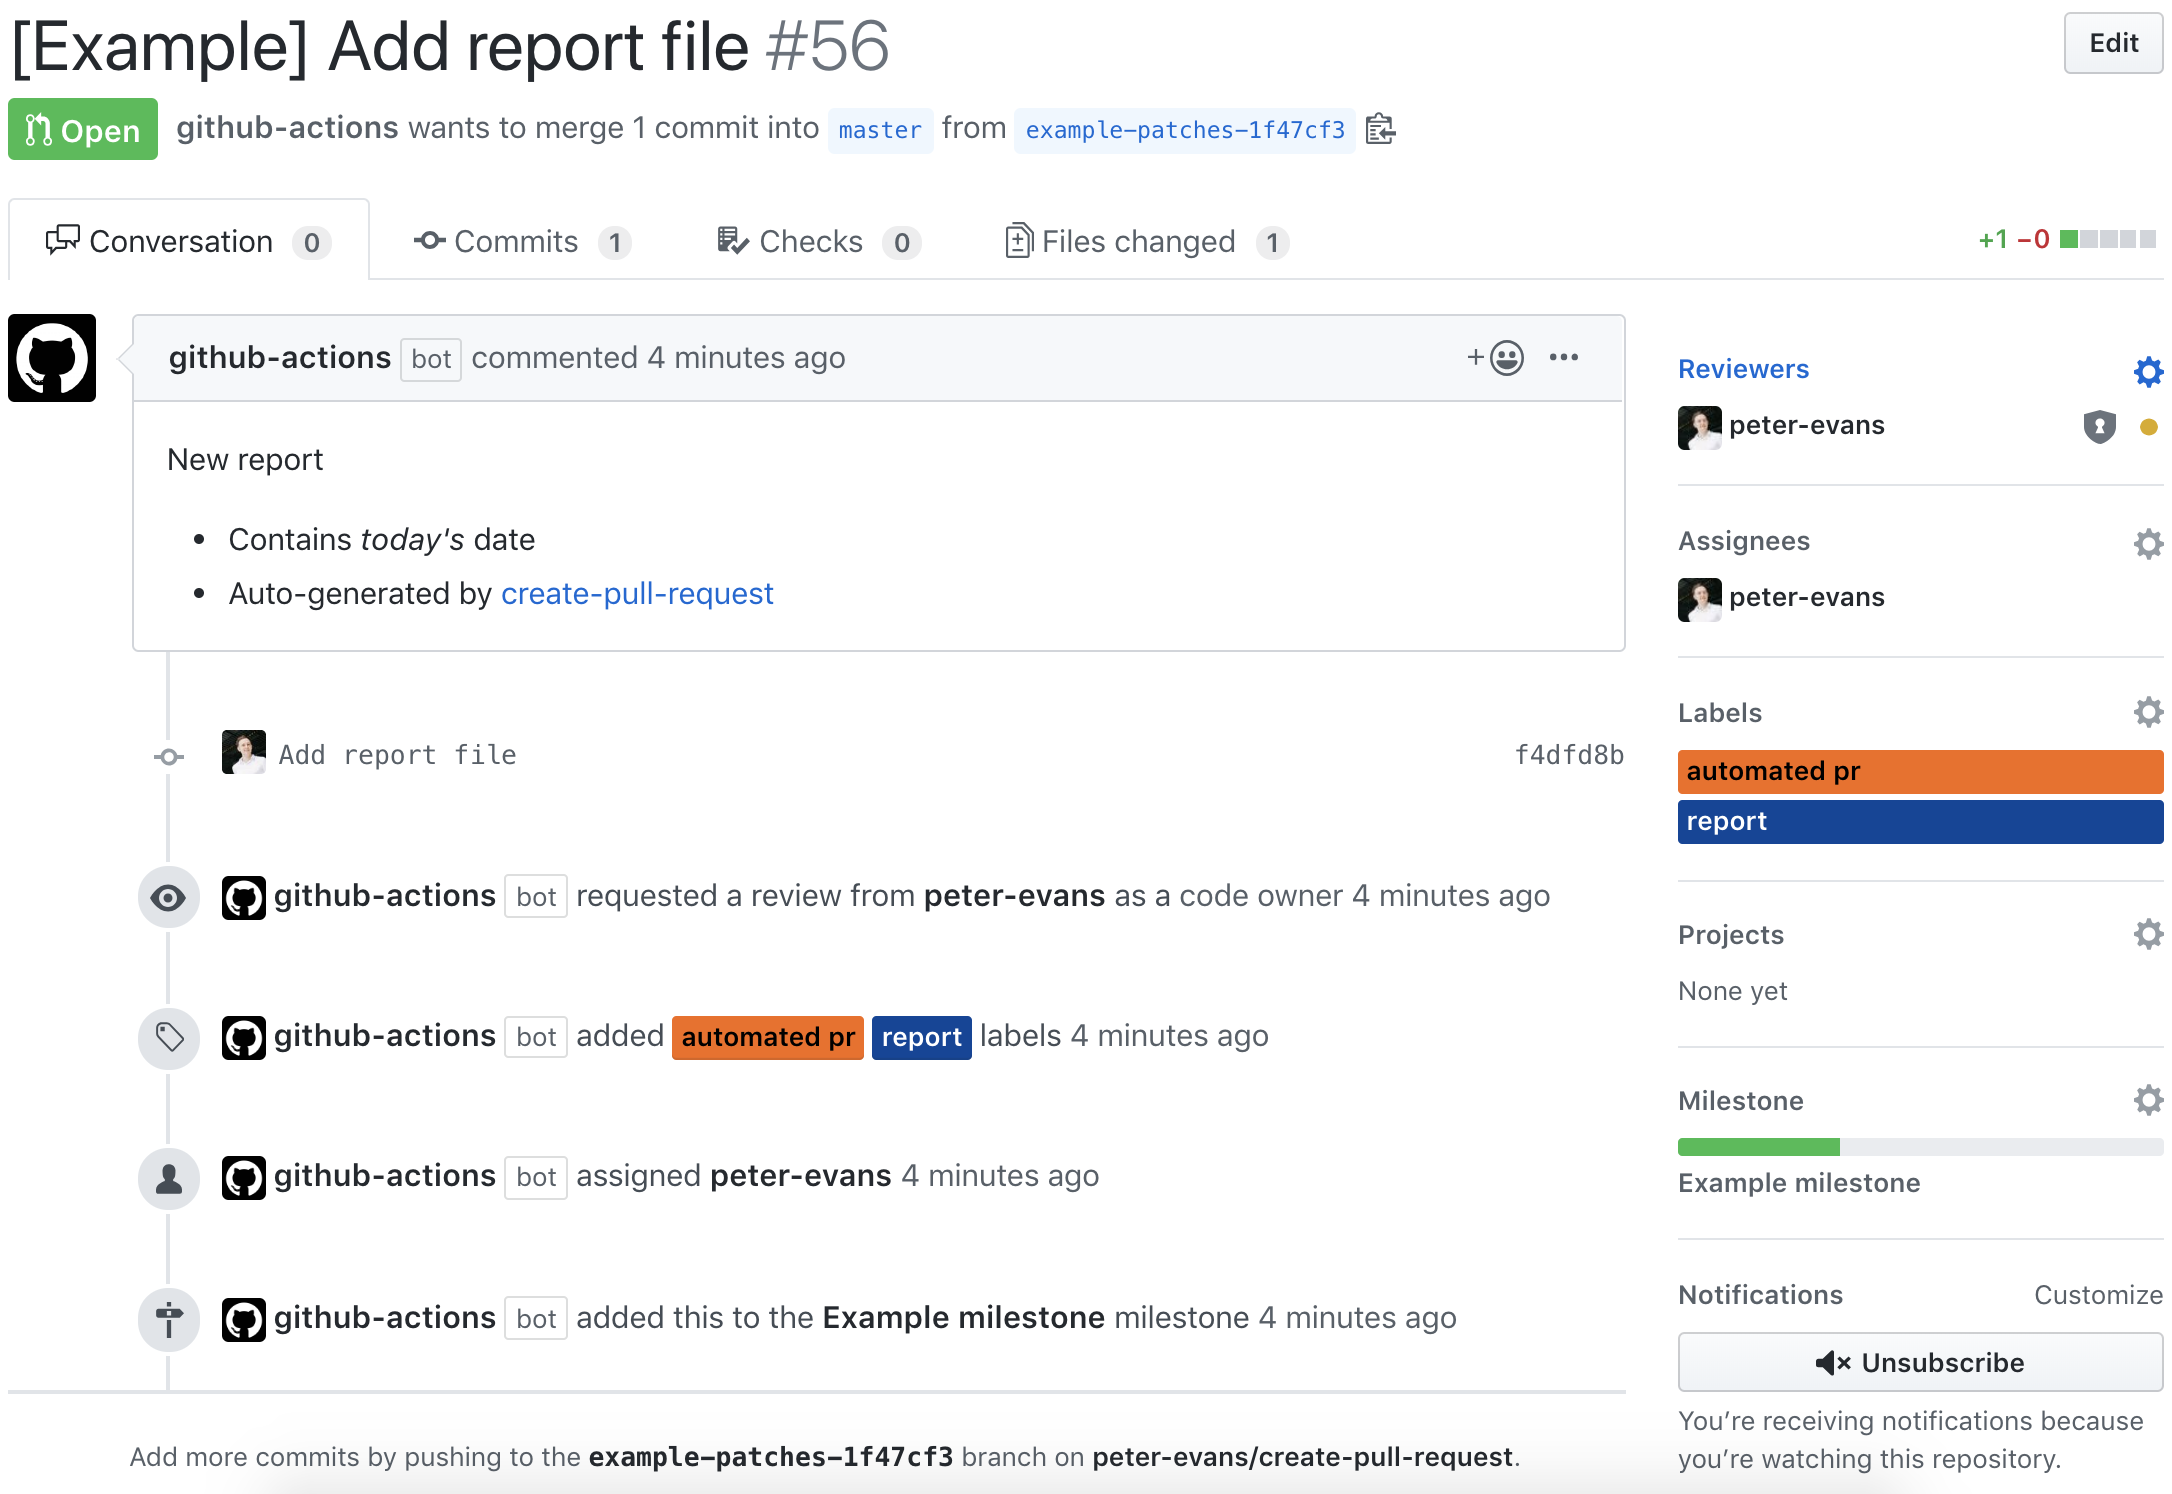 [Example] Add report file #56
Edit
Open
github-actions wants to merge 1 commit into master from example-patches-1f47cf3
Conversation 0
Commits 1
Checks 0
Files changed 1
+1 −0
github-actions bot commented 4 minutes ago
New report
• Contains today's date
• Auto-generated by create-pull-request
Add report file f4dfd8b
github-actions bot requested a review from peter-evans as a code owner 4 minutes ago
github-actions bot added automated pr report labels 4 minutes ago
github-actions bot assigned peter-evans 4 minutes ago
github-actions bot added this to the Example milestone milestone 4 minutes ago
Add more commits by pushing to the example-patches-1f47cf3 branch on peter-evans/create-pull-request.
Reviewers
peter-evans
Assignees
peter-evans
Labels
automated pr
report
Projects
None yet
Milestone
Example milestone
Notifications Customize
Unsubscribe
You’re receiving notifications because
you’re watching this repository.